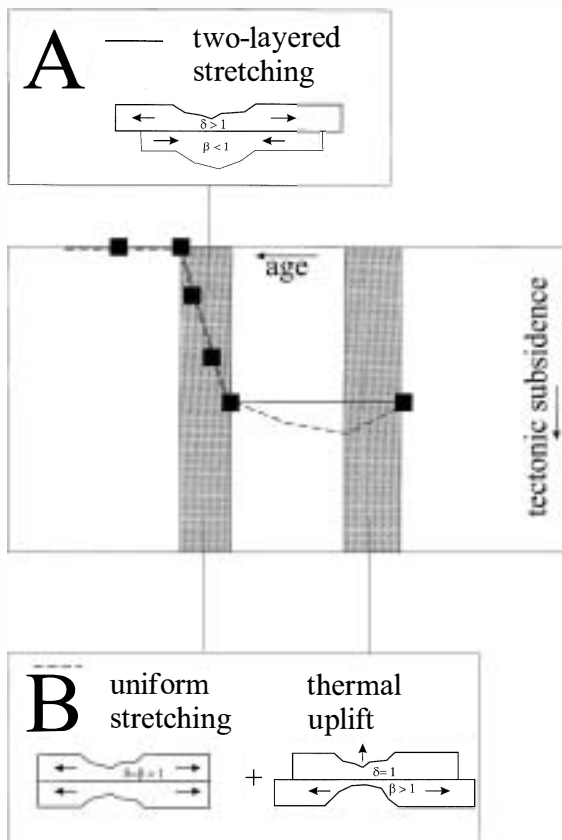 A
two-layered
stretching
δ > 1
β < 1
age
tectonic subsidence
B
uniform
stretching
thermal
uplift
δ=β > 1
+
δ= 1
β > 1